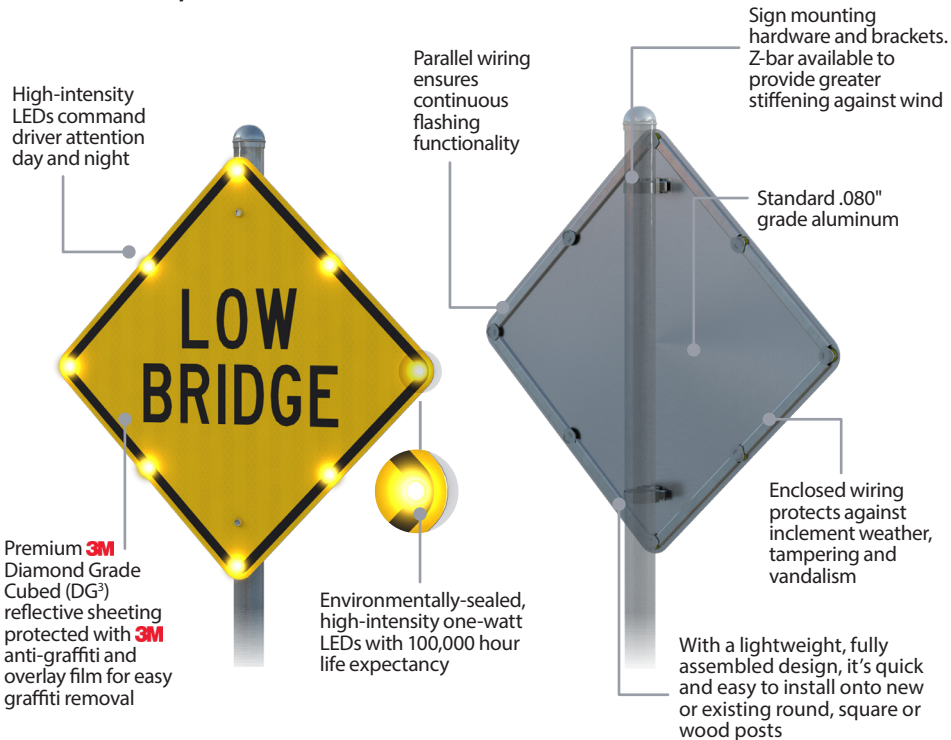 High-intensity
LEDs command
driver attention
day and night
Parallel wiring
ensures
continuous
flashing
functionality
Sign mounting
hardware and brackets.
Z-bar available to
provide greater
stiffening against wind
Standard .080"
grade aluminum
LOW
BRIDGE
Premium 3M
Diamond Grade
Cubed (DG³)
reflective sheeting
protected with 3M
anti-graffiti and
overlay film for easy
graffiti removal
Environmentally-sealed,
high-intensity one-watt
LEDs with 100,000 hour
life expectancy
Enclosed wiring
protects against
inclement weather,
tampering and
vandalism
With a lightweight, fully
assembled design, it's quick
and easy to install onto new
or existing round, square or
wood posts